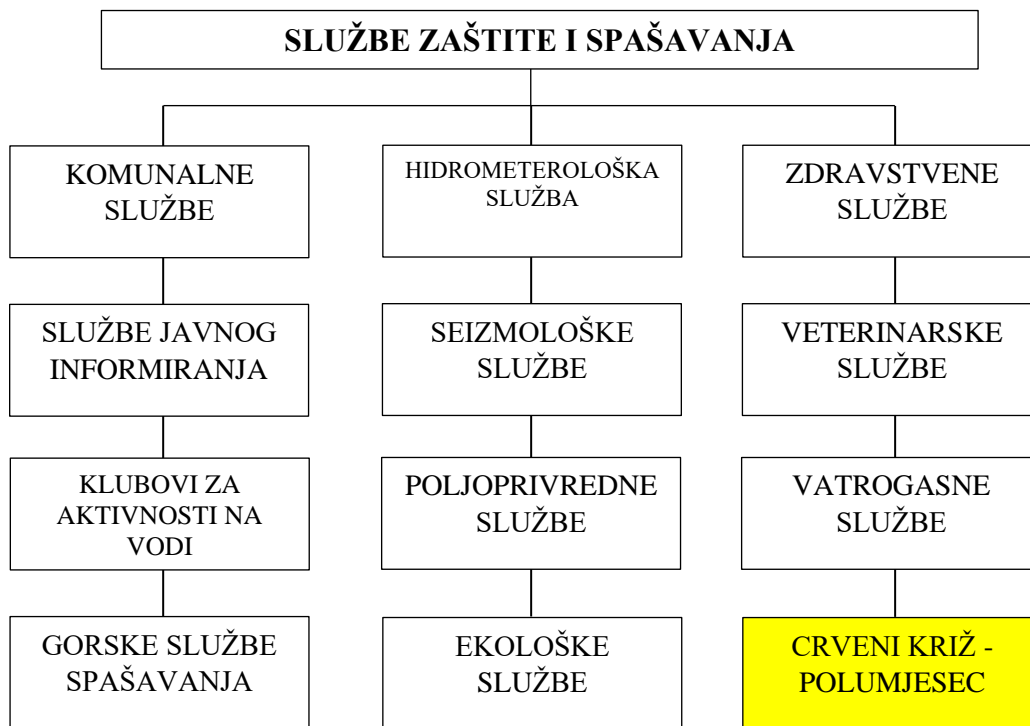 SLUŽBE ZAŠTITE I SPAŠAVANJA
KOMUNALNE
SLUŽBE
HIDROMETEROLOŠKA
SLUŽBA
ZDRAVSTVENE
SLUŽBE
SLUŽBE JAVNOG
INFORMIRANJA
SEIZMOLOŠKE
SLUŽBE
VETERINARSKE
SLUŽBE
KLUBOVI ZA
AKTIVNOSTI NA
VODI
POLJOPRIVREDNE
SLUŽBE
VATROGASNE
SLUŽBE
GORSKE SLUŽBE
SPAŠAVANJA
EKOLOŠKE
SLUŽBE
CRVENI KRIŽ -
POLUMJESEC